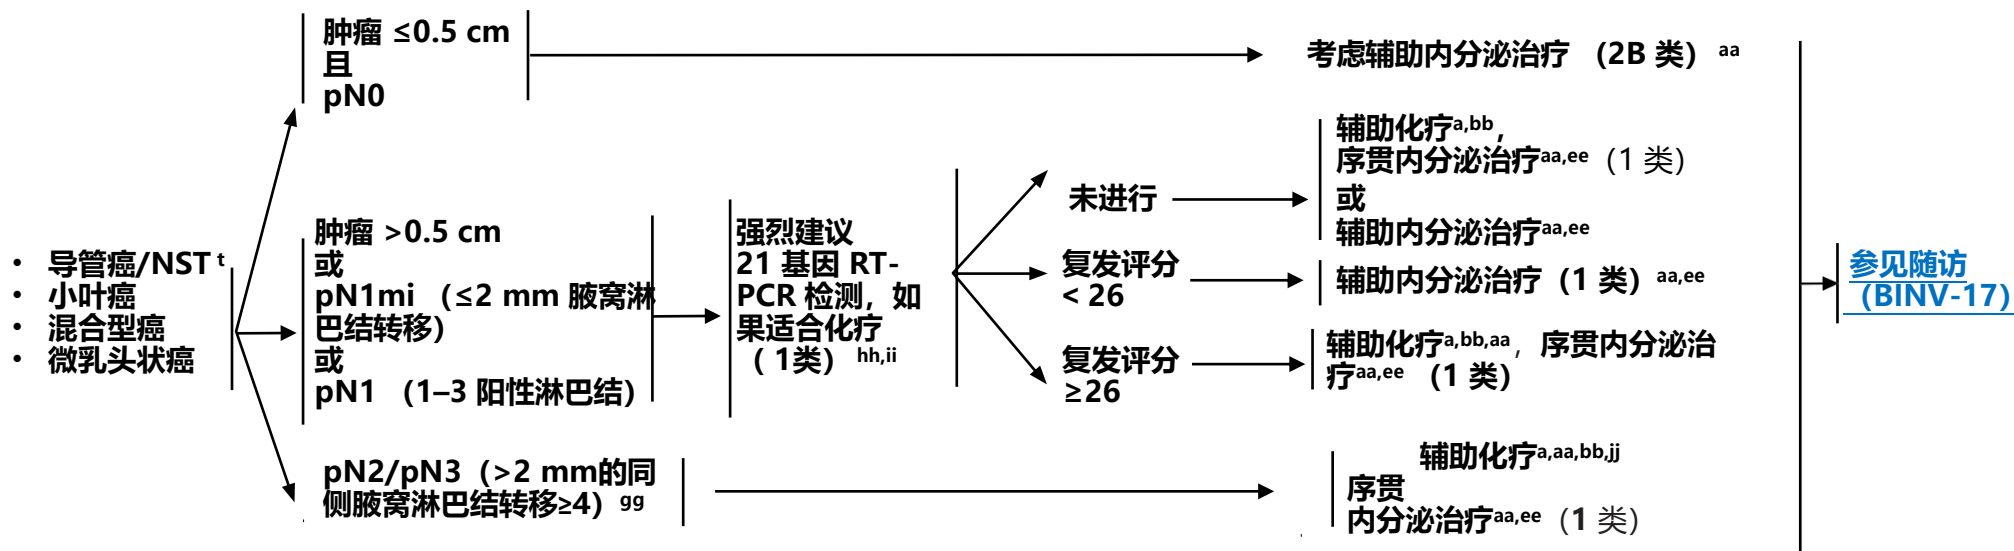 肿瘤 ≤0.5 cm
且
pN0
考虑辅助内分泌治疗 (2B 类) aa
• 导管癌/NST t
• 小叶癌
• 混合型癌
• 微乳头状癌
肿瘤 >0.5 cm
或
pN1mi (≤2 mm 腋窝淋
巴结转移)
或
pN1 (1–3 阳性淋巴结)
强烈建议
21 基因 RT-
PCR 检测, 如
果适合化疗
( 1类) hh,ii
未进行
辅助化疗a,bb,
序贯内分泌治疗aa,ee (1 类)
或
辅助内分泌治疗aa,ee
复发评分
< 26
辅助内分泌治疗 (1 类) aa,ee
复发评分
≥26
辅助化疗a,bb,aa, 序贯内分泌治
疗aa,ee (1 类)
pN2/pN3 (>2 mm的同
侧腋窝淋巴结转移≥4) gg
辅助化疗a,aa,bb,jj
序贯
内分泌治疗aa,ee (1 类)
参见随访
(BINV-17)